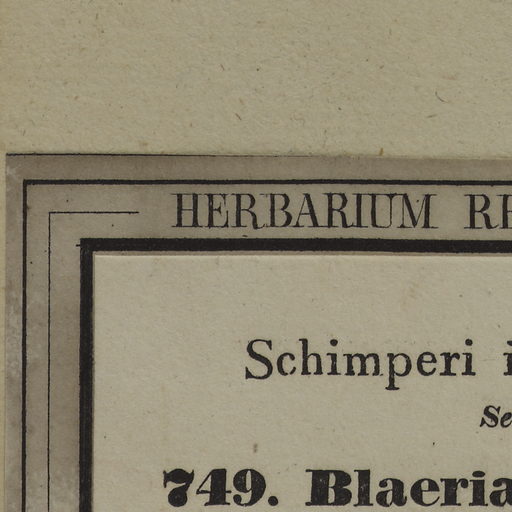 HERBARIUM RE
Schimperi i
Se
749. Blaeria